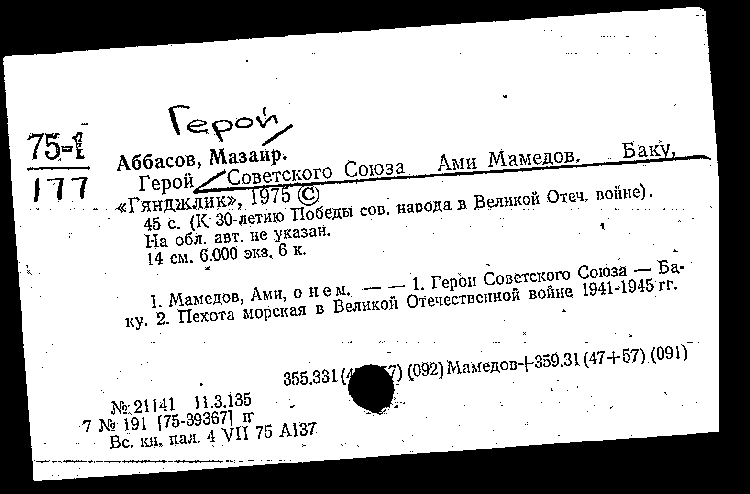 Герой
75-1
177
Аббасов, Мазаир.
Герой Советского Союза Ами Мамедов. Баку,
«Гянджлик», 1975 ©
45 с. (К 30-летию Победы сов. народа в Великой Отеч. войне).
На обл. авт. не указан.
14 см. 6.000 экз. 6 к.
1. Мамедов, Ами, о нем. — — 1. Герои Советского Союза — Ба-
ку. 2. Пехота морская в Великой Отечественной войне 1941-1945 гг.
355.331 (4 7) (092) Мамедов+359.31 (47+57) (091)
№ 21141 11.3.135
7 № 191 [75-39367] п
Вс. кн. пал. 4 VII 75 А137